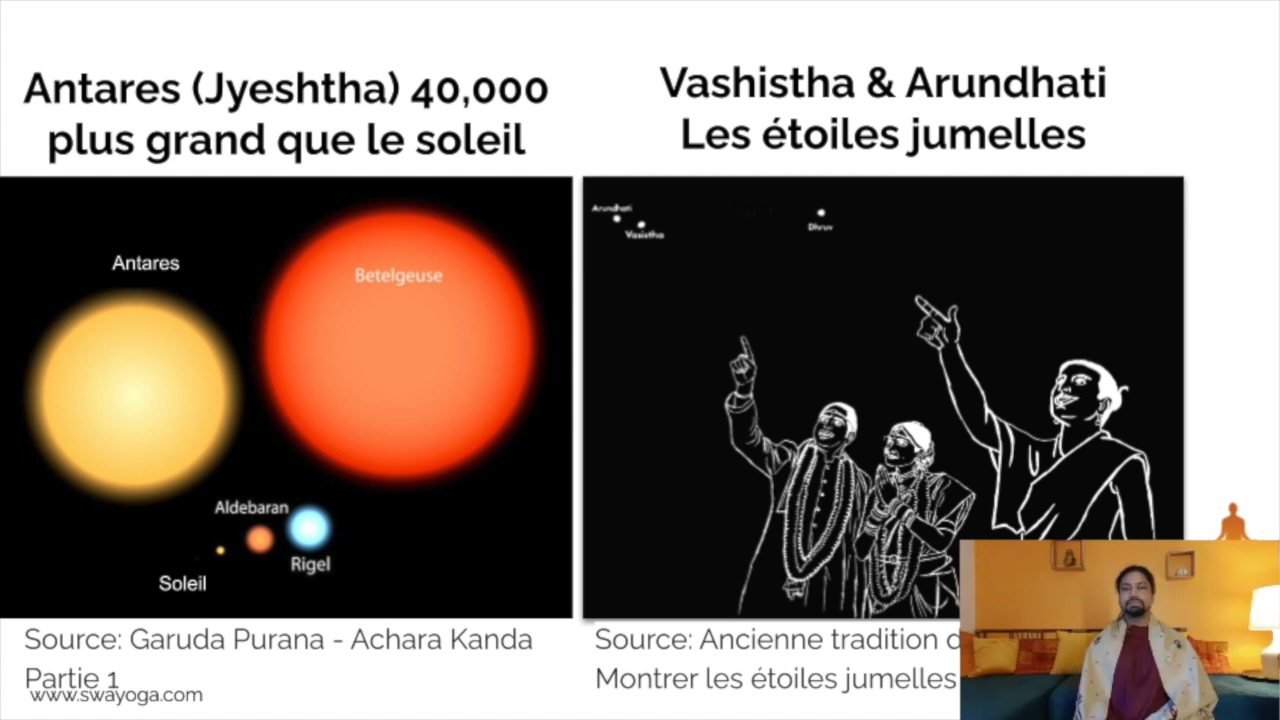 Antares (Jyeshtha) 40,000
plus grand que le soleil
Antares
Betelgeuse
Aldebaran
Rigel
Soleil
Source: Garuda Purana - Achara Kanda
Partie 1
www.swayoga.com
Vashistha & Arundhati
Les étoiles jumelles
Arundhati
Vasistha
Dhruv
Source: Ancienne tradition
Montrer les étoiles jumelles